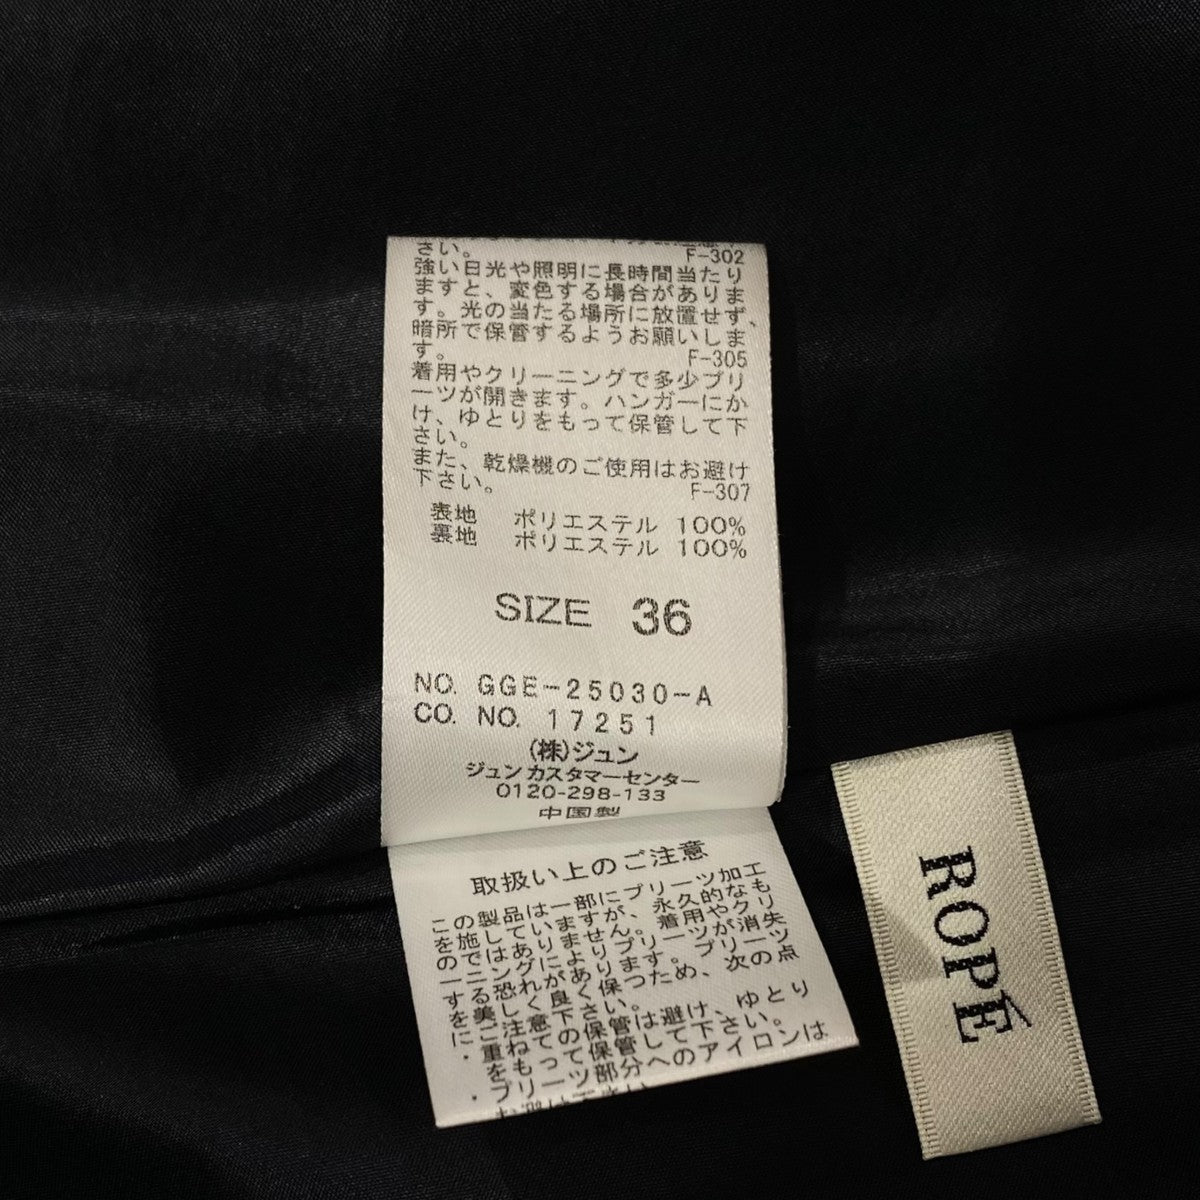 さい。
F-302
強い日光や照明に長時間当たり
ますと、変色する場合がありま
す。光の当たる場所に放置せず、
暗所で保管するようお願いしま
す。
F-305
着用やクリーニングで多少プリ
ーツが開きます。ハンガーにか
け、ゆとりをもって保管して下
さい。
また、乾燥機のご使用はお避け
下さい。
F-307
表地 ポリエステル 100%
裏地 ポリエステル 100%
SIZE 36
NO. GGE-25030-A
CO. NO. 17251
(株)ジュン
ジュンカスタマーセンター
0120-298-133
中国製
取扱い上のご注意
この製品は一部にプリーツ加工
を施していますが、永久的なも
のではありません。着用やクリ
ーニングによりプリーツが消失
する恐れがあります。プリーツ
を美しく良く保つため、次の点
にご注意下さい。
・重ねての保管は避け、ゆとり
をもって保管して下さい。
・プリーツ部分へのアイロンは
お避け下さい。
ROPÉ